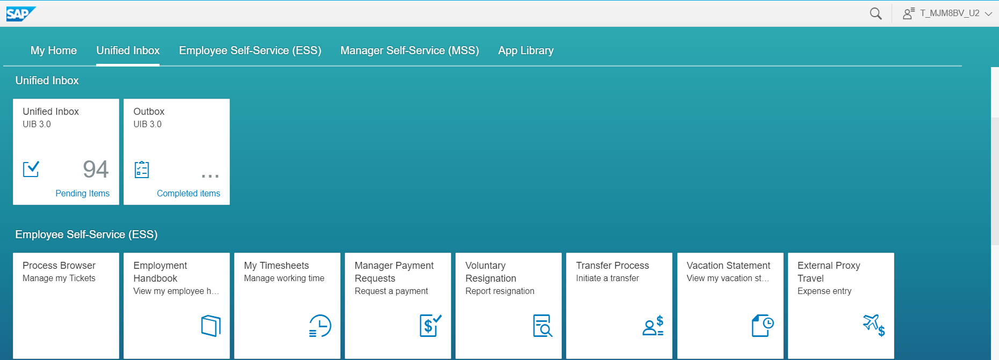 SAP
T_MJM8BV_U2
My Home
Unified Inbox
Employee Self-Service (ESS)
Manager Self-Service (MSS)
App Library
Unified Inbox
Unified Inbox
UIB 3.0
94
Pending Items
Outbox
UIB 3.0
...
Completed items
Employee Self-Service (ESS)
Process Browser
Manage my Tickets
Employment
Handbook
View my employee h...
My Timesheets
Manage working time
Manager Payment
Requests
Request a payment
Voluntary
Resignation
Report resignation
Transfer Process
Initiate a transfer
Vacation Statement
View my vacation st...
External Proxy
Travel
Expense entry